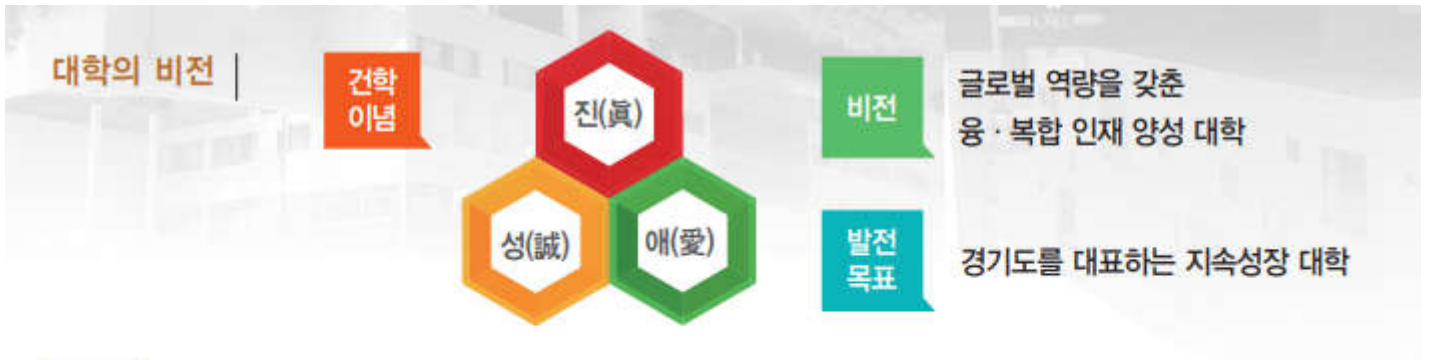 대학의 비전
건학
이념
진(眞)
성(誠)
애(愛)
비전
글로벌 역량을 갖춘
융·복합 인재 양성 대학
발전
목표
경기도를 대표하는 지속성장 대학